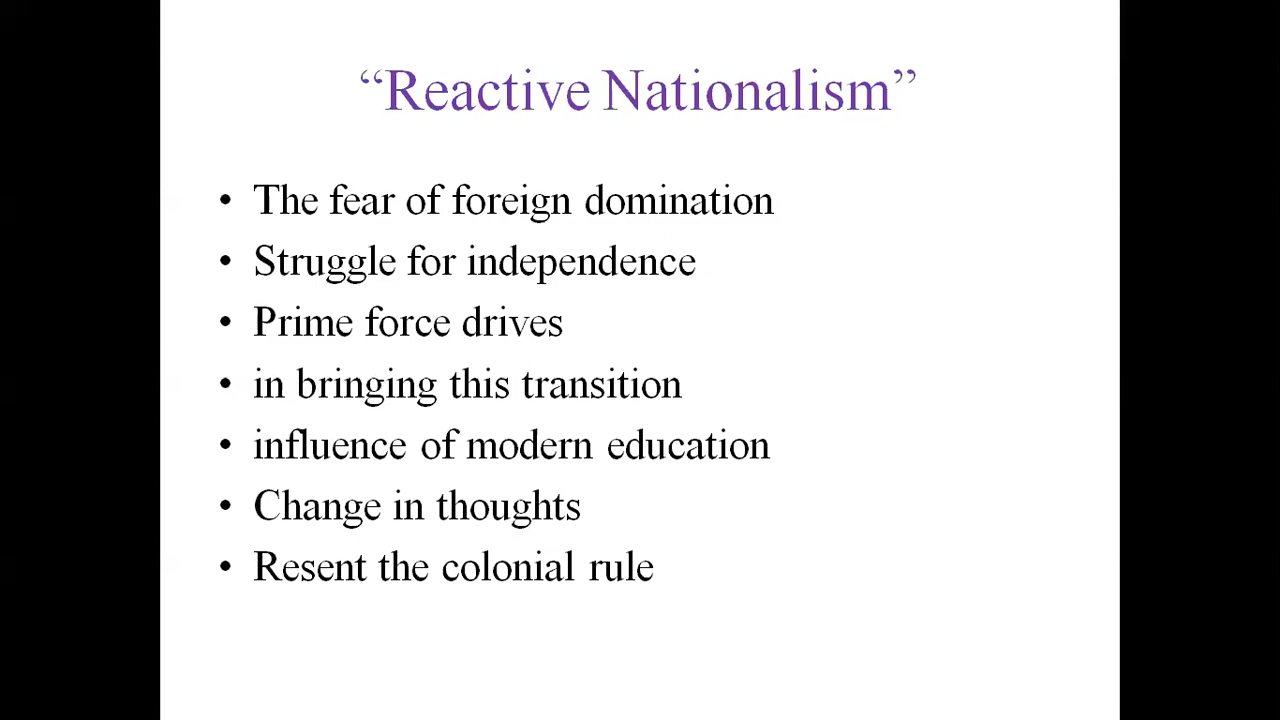 “Reactive Nationalism”
• The fear of foreign domination
• Struggle for independence
• Prime force drives
• in bringing this transition
• influence of modern education
• Change in thoughts
• Resent the colonial rule